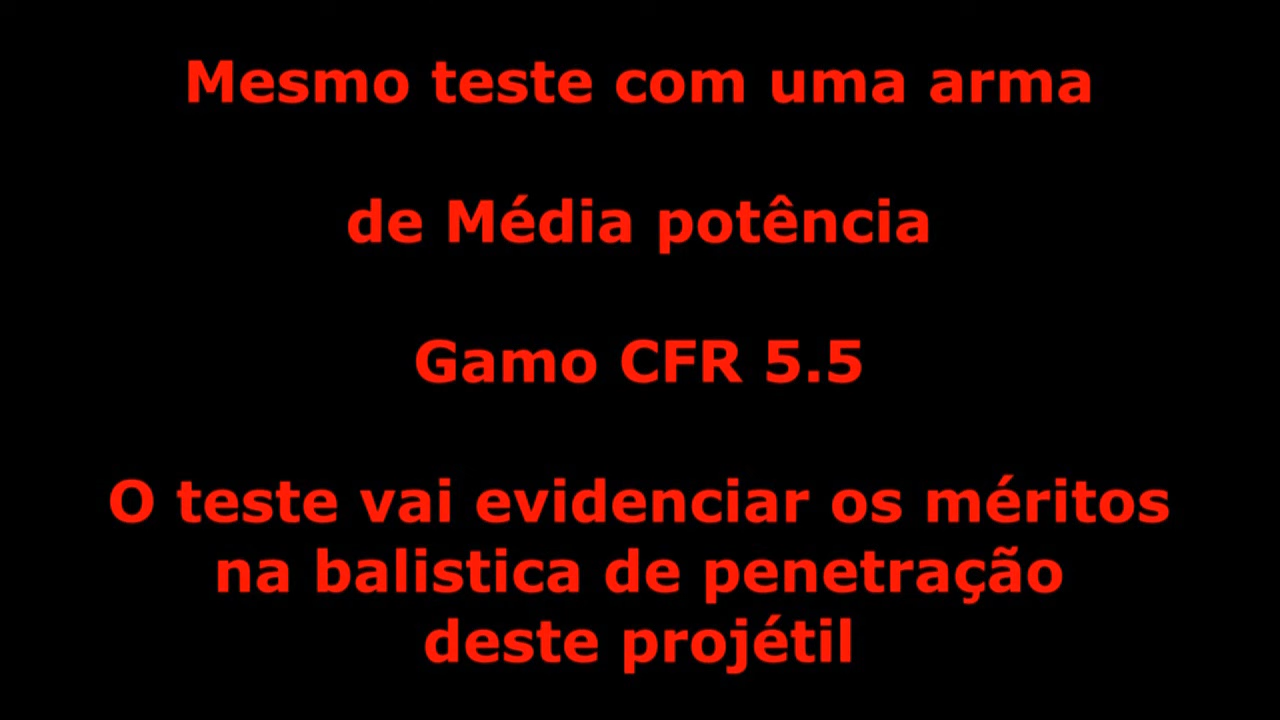 Mesmo teste com uma arma
de Média potência
Gamo CFR 5.5
O teste vai evidenciar os méritos
na balistica de penetração
deste projétil